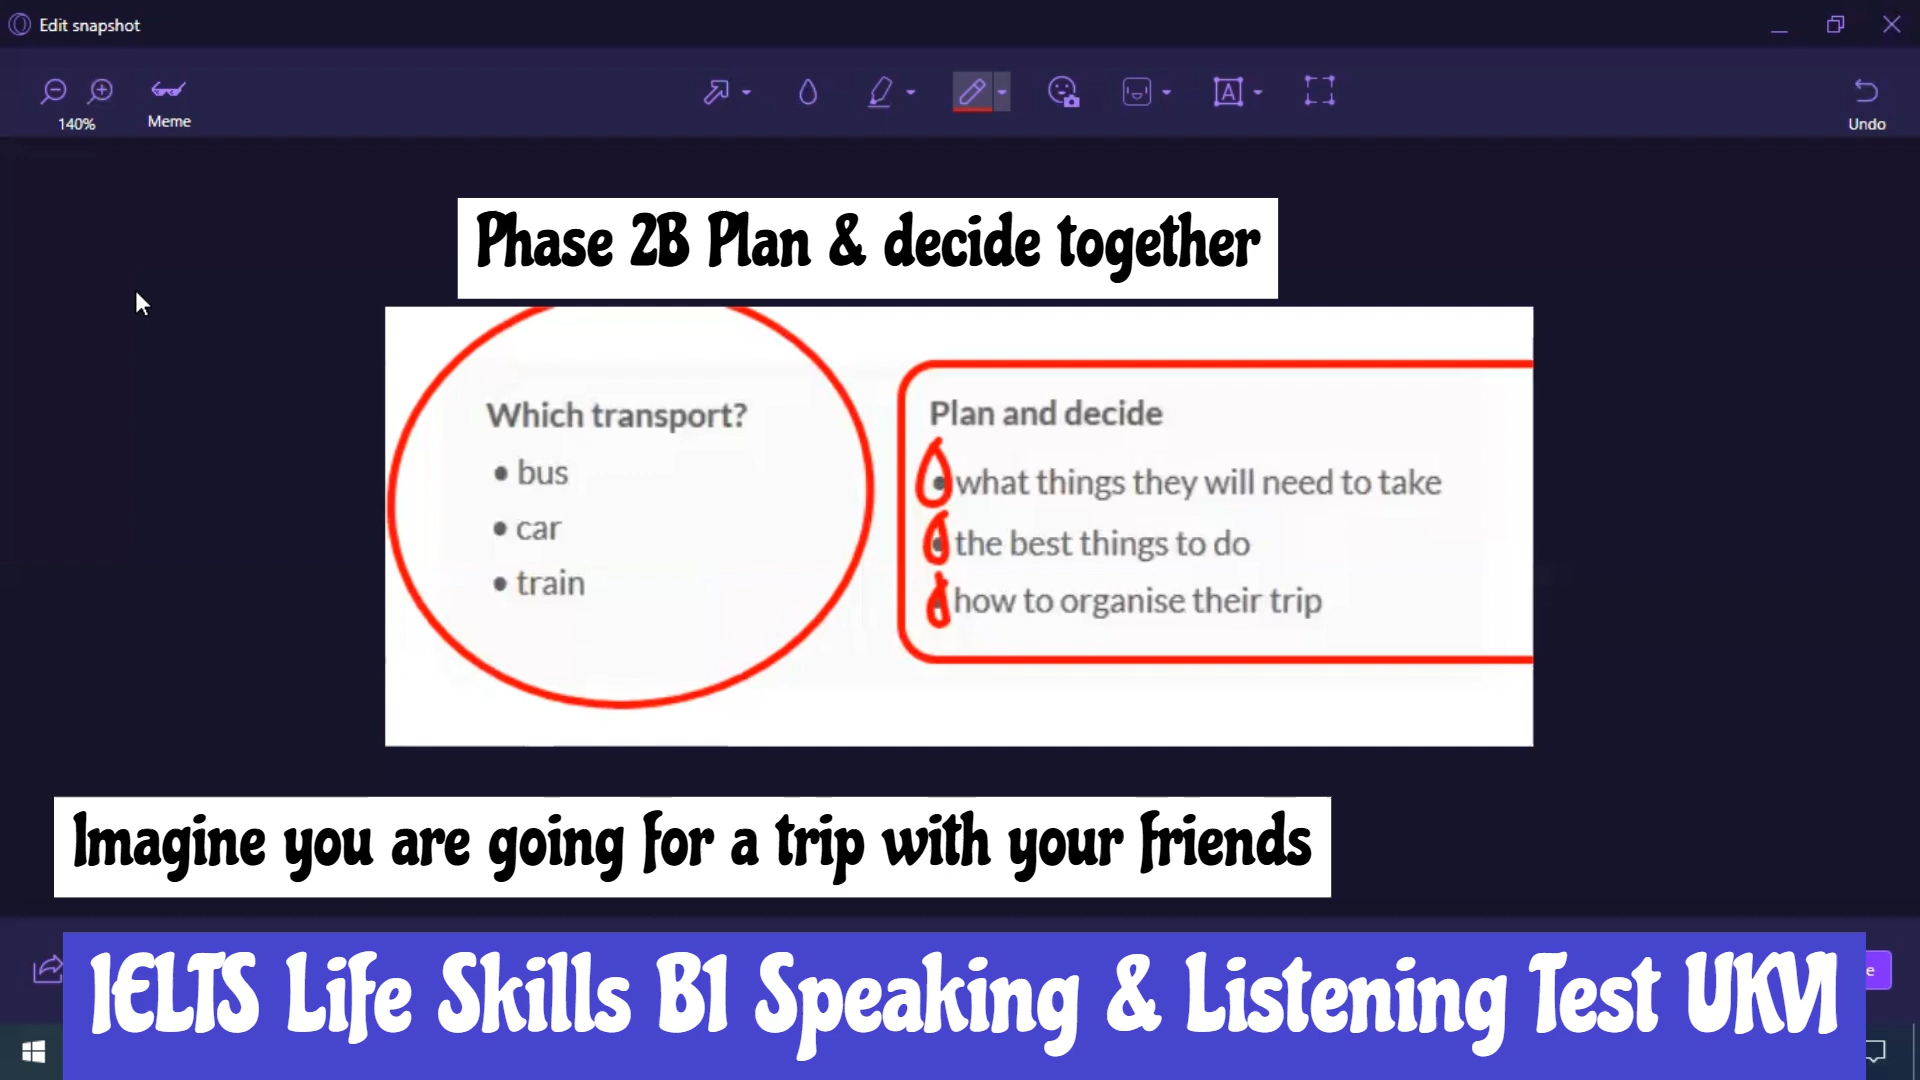 Edit snapshot
140%
Meme
Undo
Phase 2B Plan & decide together
Which transport?
• bus
• car
• train
Plan and decide
• what things they will need to take
• the best things to do
• how to organise their trip
Imagine you are going for a trip with your friends
IELTS Life Skills B1 Speaking & Listening Test UKVI